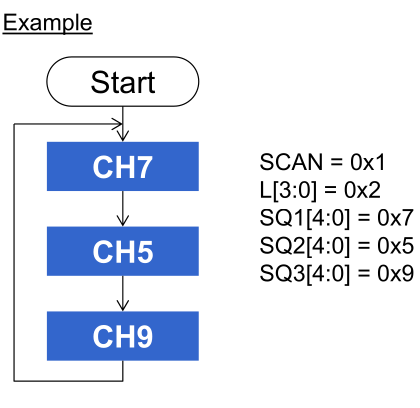 Example
Start
CH7
CH5
CH9
SCAN = 0x1
L[3:0] = 0x2
SQ1[4:0] = 0x7
SQ2[4:0] = 0x5
SQ3[4:0] = 0x9